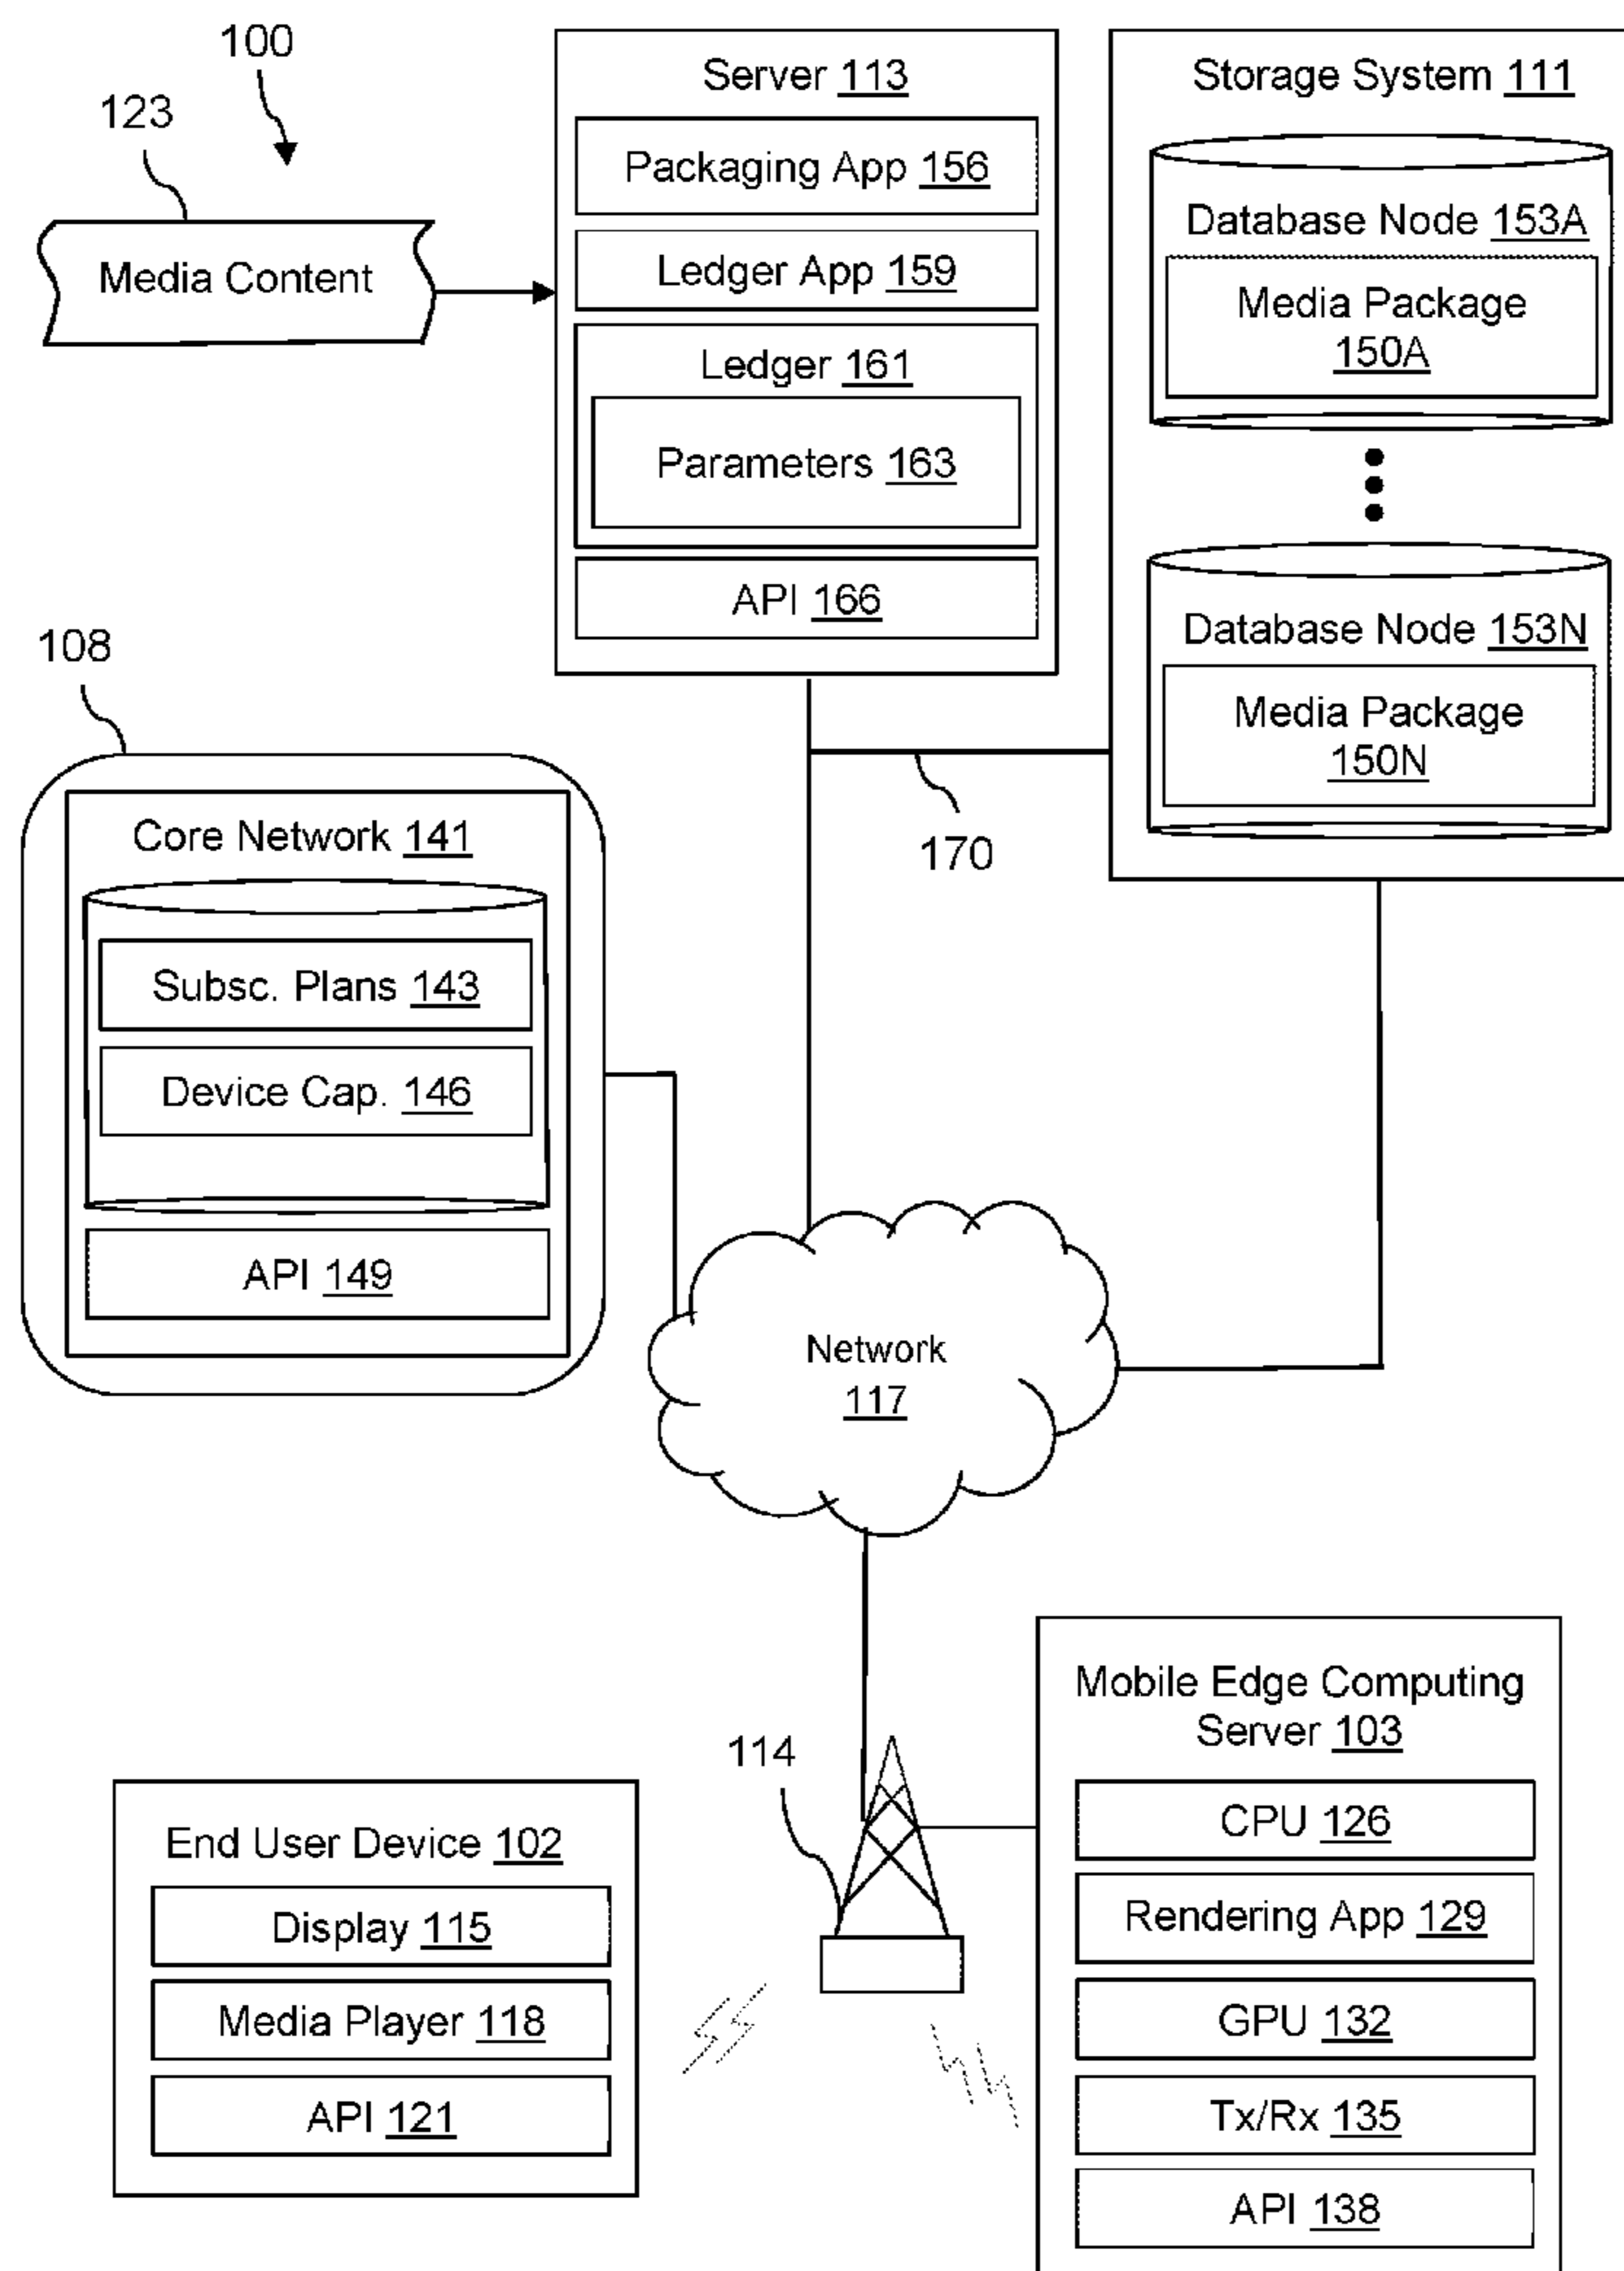 100
123
Media Content
Server 113
Packaging App 156
Ledger App 159
Ledger 161
Parameters 163
API 166
Storage System 111
Database Node 153A
Media Package
150A
Database Node 153N
Media Package
150N
170
108
Core Network 141
Subsc. Plans 143
Device Cap. 146
API 149
Network
117
114
End User Device 102
Display 115
Media Player 118
API 121
Mobile Edge Computing
Server 103
CPU 126
Rendering App 129
GPU 132
Tx/Rx 135
API 138